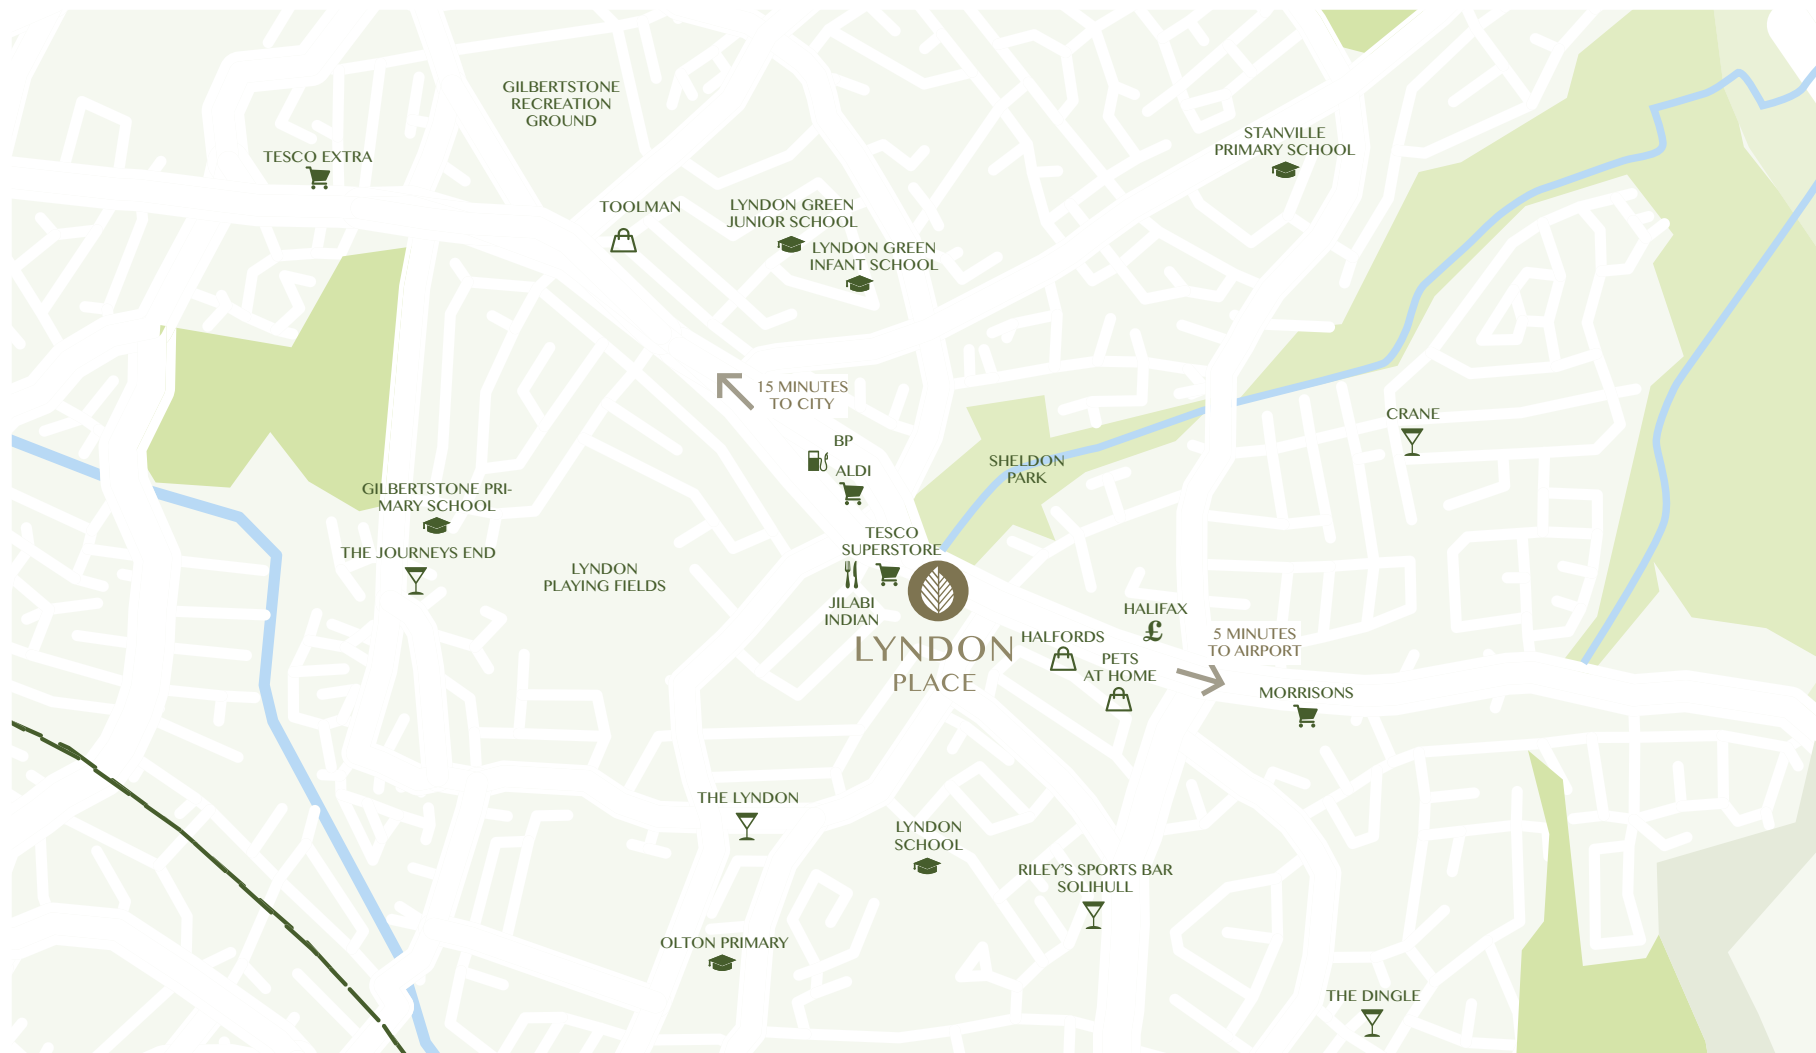 GILBERTSTONE
RECREATION
GROUND
STANVILLE
PRIMARY SCHOOL
TESCO EXTRA
TOOLMAN
LYNDON GREEN
JUNIOR SCHOOL
LYNDON GREEN
INFANT SCHOOL
15 MINUTES
TO CITY
CRANE
BP
ALDI
SHELDON
PARK
GILBERTSTONE PRI-
MARY SCHOOL
TESCO
SUPERSTORE
THE JOURNEYS END
LYNDON
PLAYING FIELDS
JILABI
INDIAN
LYNDON
PLACE
HALIFAX
£
HALFORDS
PETS
AT HOME
5 MINUTES
TO AIRPORT
MORRISONS
THE LYNDON
LYNDON
SCHOOL
RILEY'S SPORTS BAR
SOLIHULL
OLTON PRIMARY
THE DINGLE